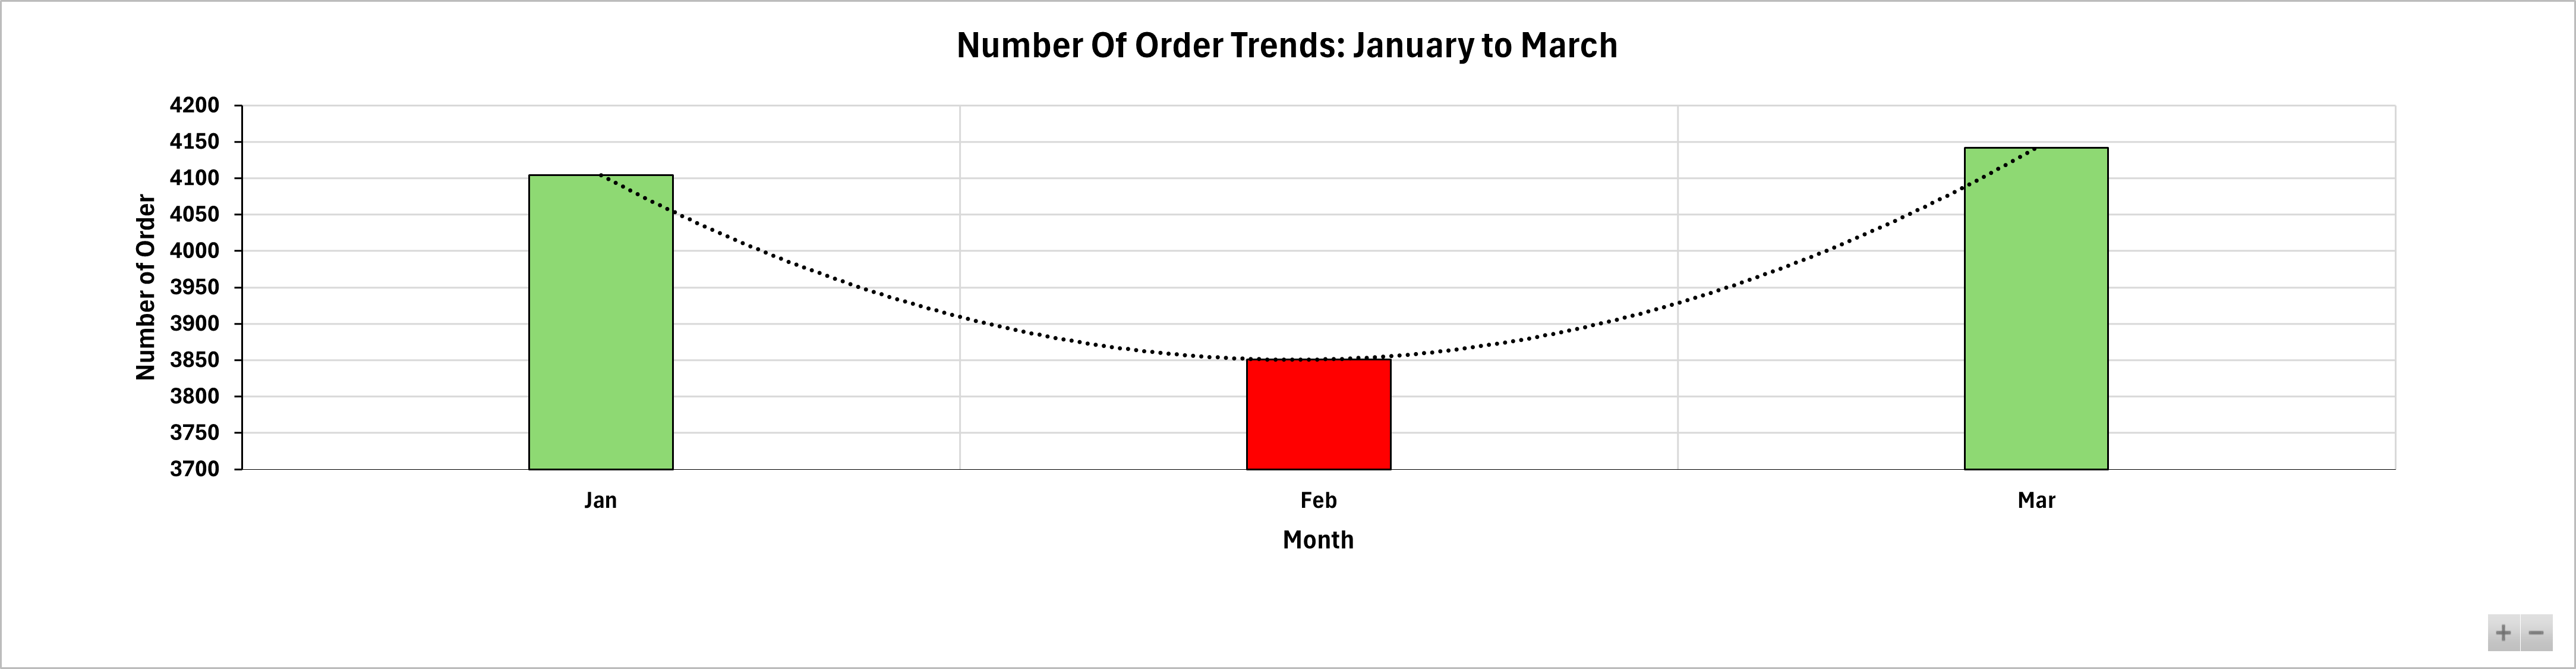 Number Of Order Trends: January to March
4200
4150
4100
4050
4000
3950
3900
3850
3800
3750
3700
Number of Order
Jan
Feb
Mar
Month
+ −